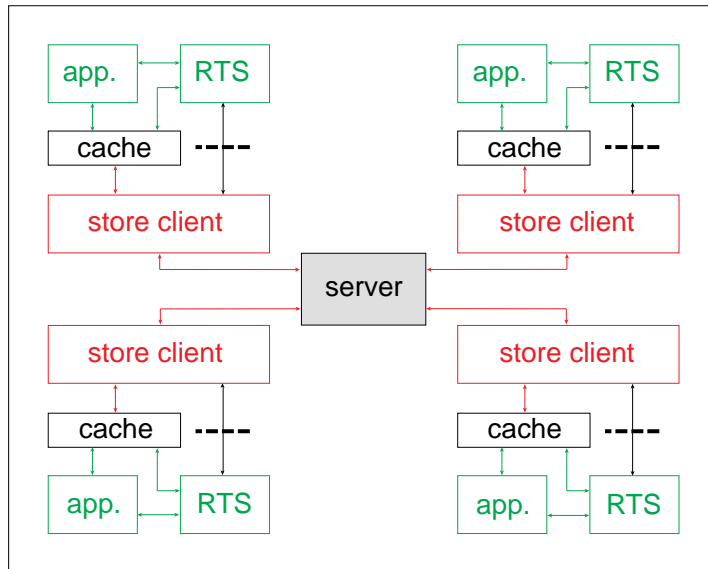 app.
RTS
app.
RTS
cache
cache
store client
store client
server
store client
store client
cache
cache
app.
RTS
app.
RTS